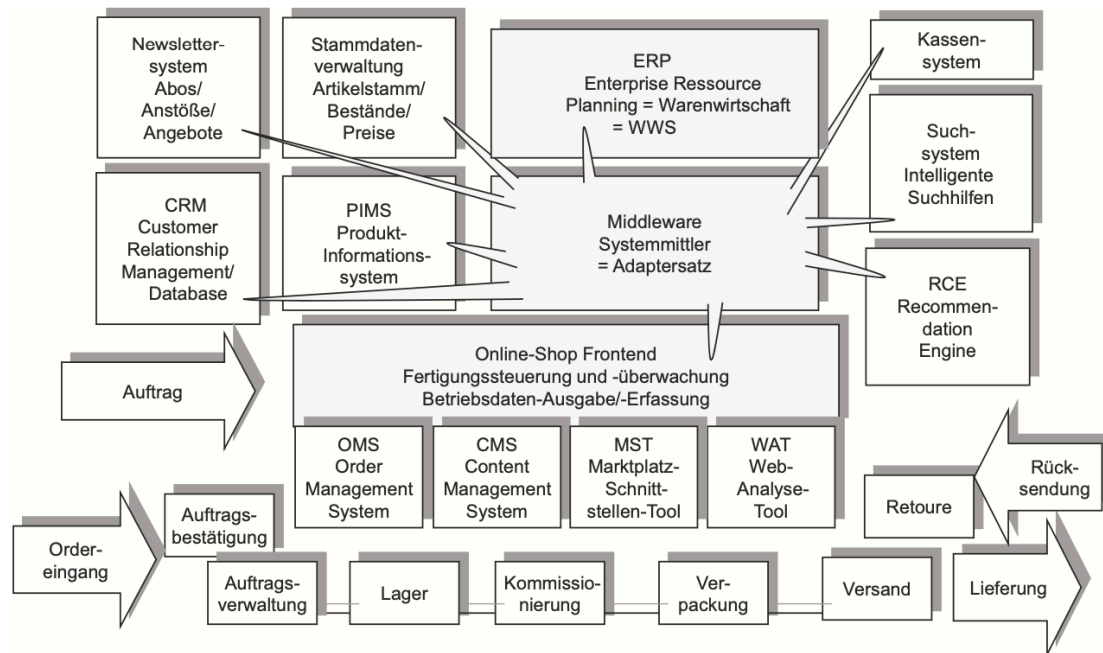 Newsletter-
system
Abos/
Anstöße/
Angebote
Stammdaten-
verwaltung
Artikelstamm/
Bestände/
Preise
ERP
Enterprise Ressource
Planning = Warenwirtschaft
= WWS
Kassen-
system
Such-
system
Intelligente
Suchhilfen
CRM
Customer
Relationship
Management/
Database
PIMS
Produkt-
Informations-
system
Middleware
Systemmittler
= Adaptersatz
RCE
Recommen-
dation
Engine
Auftrag
Online-Shop Frontend
Fertigungssteuerung und -überwachung
Betriebsdaten-Ausgabe/-Erfassung
OMS
Order
Management
System
CMS
Content
Management
System
MST
Marktplatz-
Schnitt-
stellen-Tool
WAT
Web-
Analyse-
Tool
Rück-
sendung
Retoure
Order-
eingang
Auftrags-
bestätigung
Auftrags-
verwaltung
Lager
Kommissio-
nierung
Ver-
packung
Versand
Lieferung